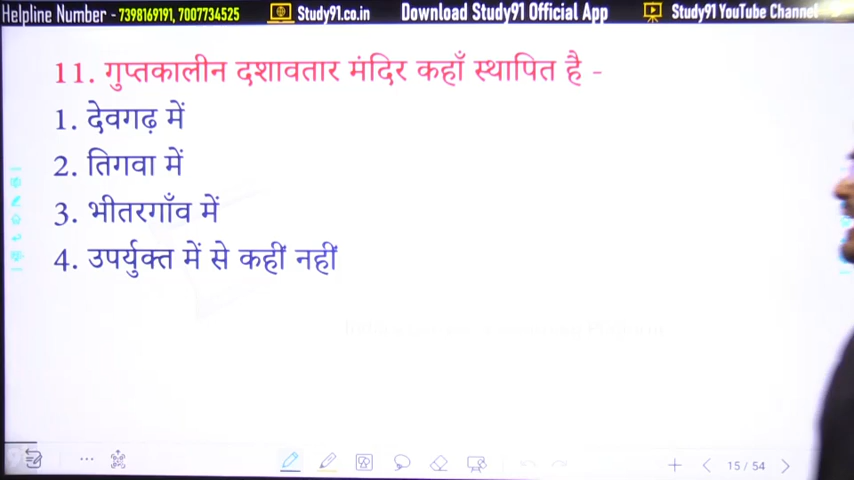 Helpline Number - 7398169191, 7007734525 Study91.co.in Download Study91 Official App Study91 YouTube Channel
11. गुप्तकालीन दशावतार मंदिर कहाँ स्थापित है -
1. देवगढ़ में
2. तिगवा में
3. भीतरगाँव में
4. उपर्युक्त में से कहीं नहीं
15 / 54